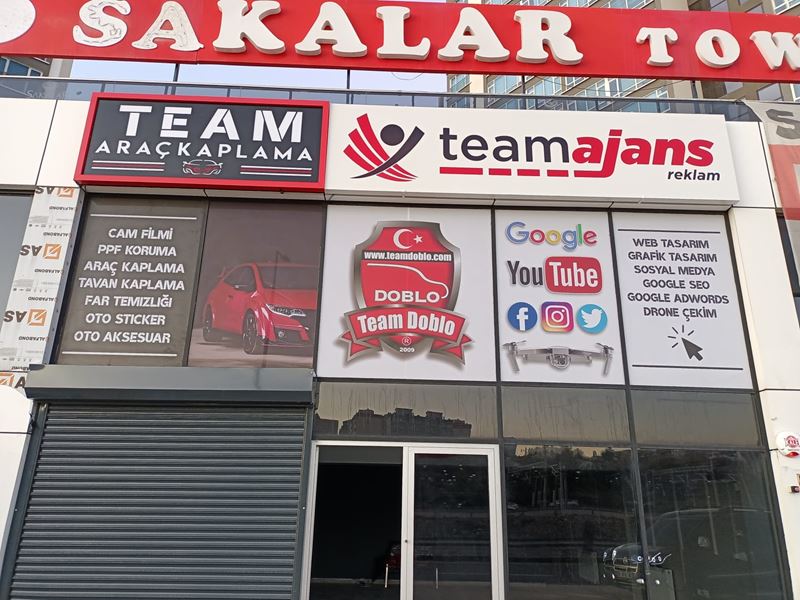 SAKALAR TOW
TEAM
ARAÇKAPLAMA
teamajans
reklam
CAM FİLMİ
PPF KORUMA
ARAÇ KAPLAMA
TAVAN KAPLAMA
FAR TEMİZLİĞİ
OTO STICKER
OTO AKSESUAR
www.teamdoblo.com
DOBLO
Team Doblo
®
2009
Google
YouTube
WEB TASARIM
GRAFİK TASARIM
SOSYAL MEDYA
GOOGLE SEO
GOOGLE ADWORDS
DRONE ÇEKİM
ALFABOND